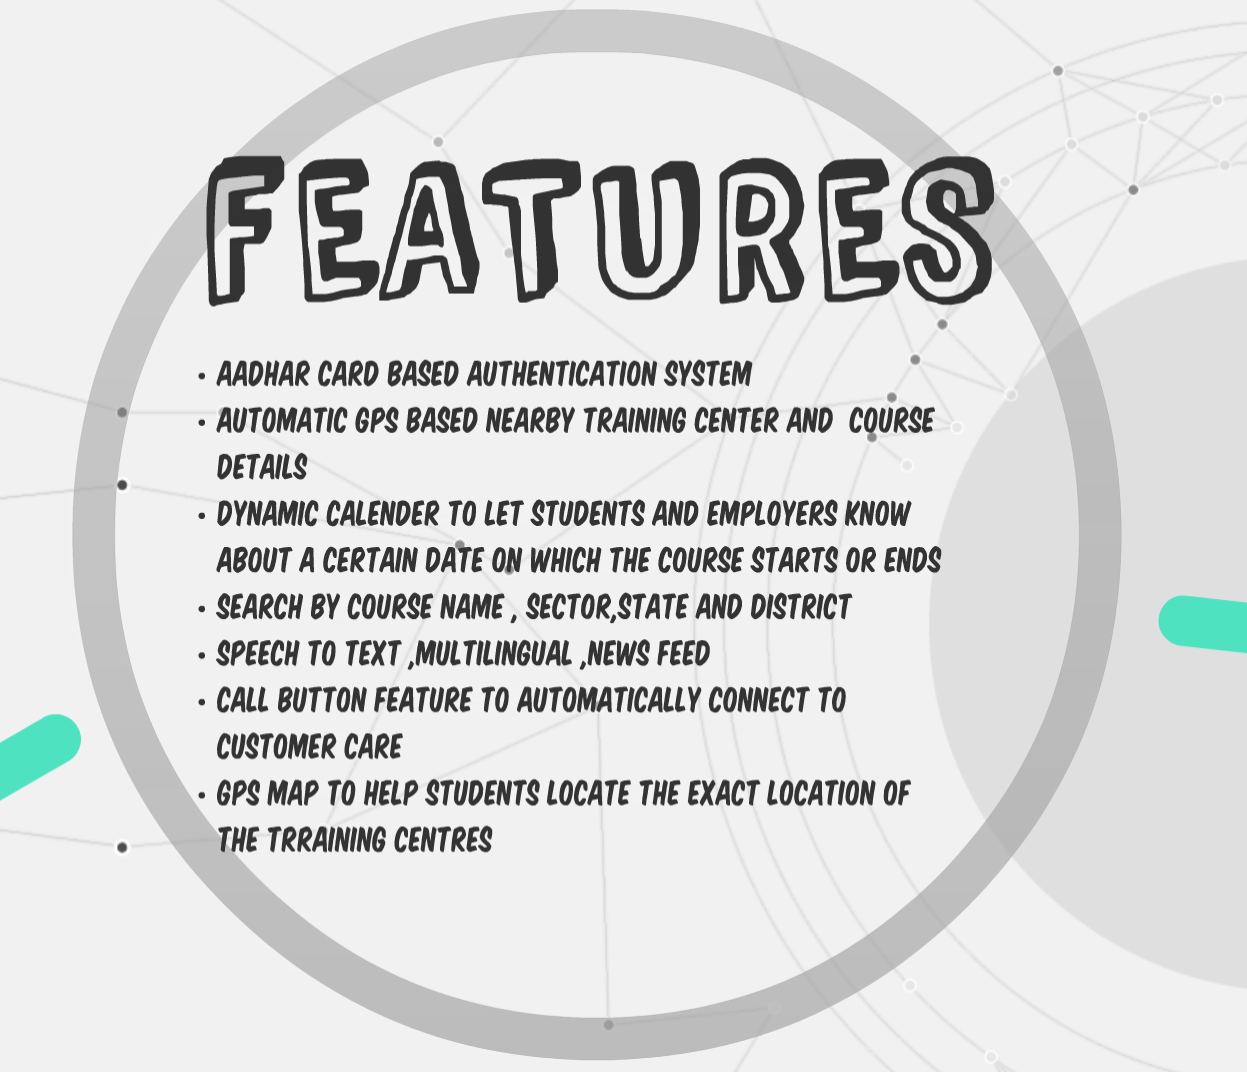 FEATURES
• AADHAR CARD BASED AUTHENTICATION SYSTEM
• AUTOMATIC GPS BASED NEARBY TRAINING CENTER AND  COURSE
DETAILS
• DYNAMIC CALENDER TO LET STUDENTS AND EMPLOYERS KNOW
ABOUT A CERTAIN DATE ON WHICH THE COURSE STARTS OR ENDS
• SEARCH BY COURSE NAME , SECTOR,STATE AND DISTRICT
• SPEECH TO TEXT ,MULTILINGUAL ,NEWS FEED
• CALL BUTTON FEATURE TO AUTOMATICALLY CONNECT TO
CUSTOMER CARE
• GPS MAP TO HELP STUDENTS LOCATE THE EXACT LOCATION OF
THE TRRAINING CENTRES